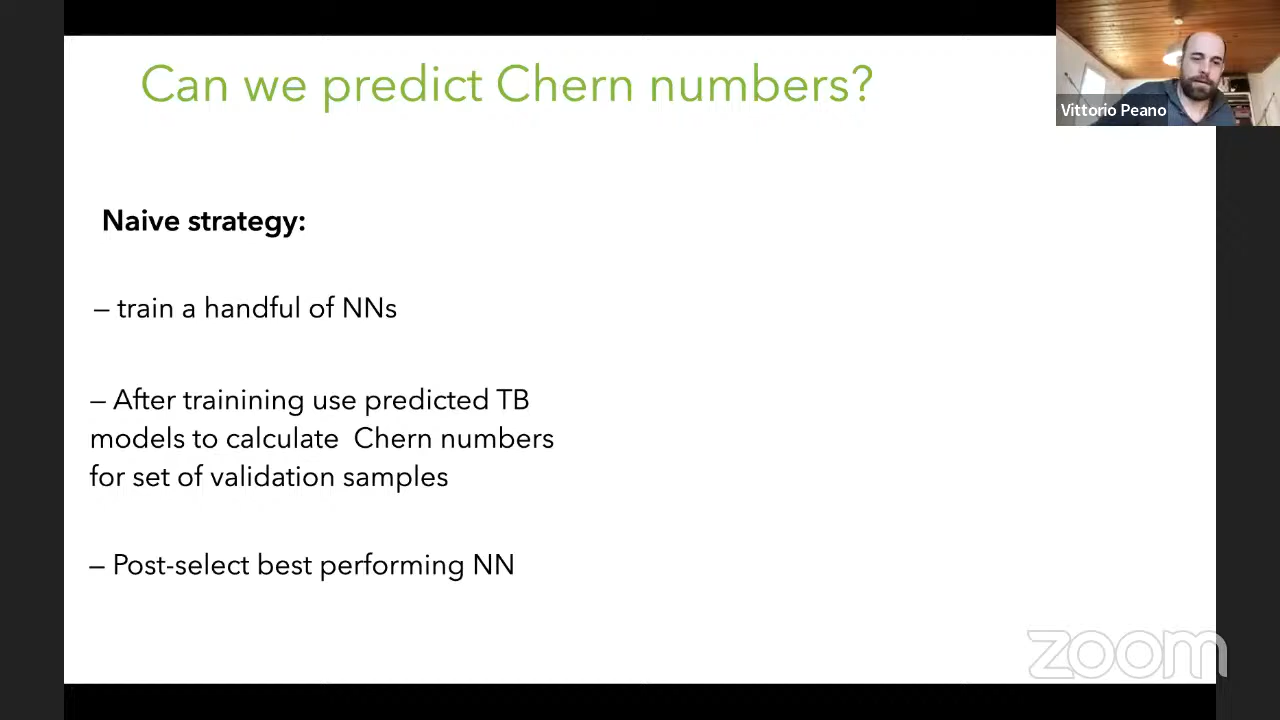 Can we predict Chern numbers?
Vittorio Peano
Naive strategy:
– train a handful of NNs
– After trainining use predicted TB
models to calculate  Chern numbers
for set of validation samples
– Post-select best performing NN
zoom